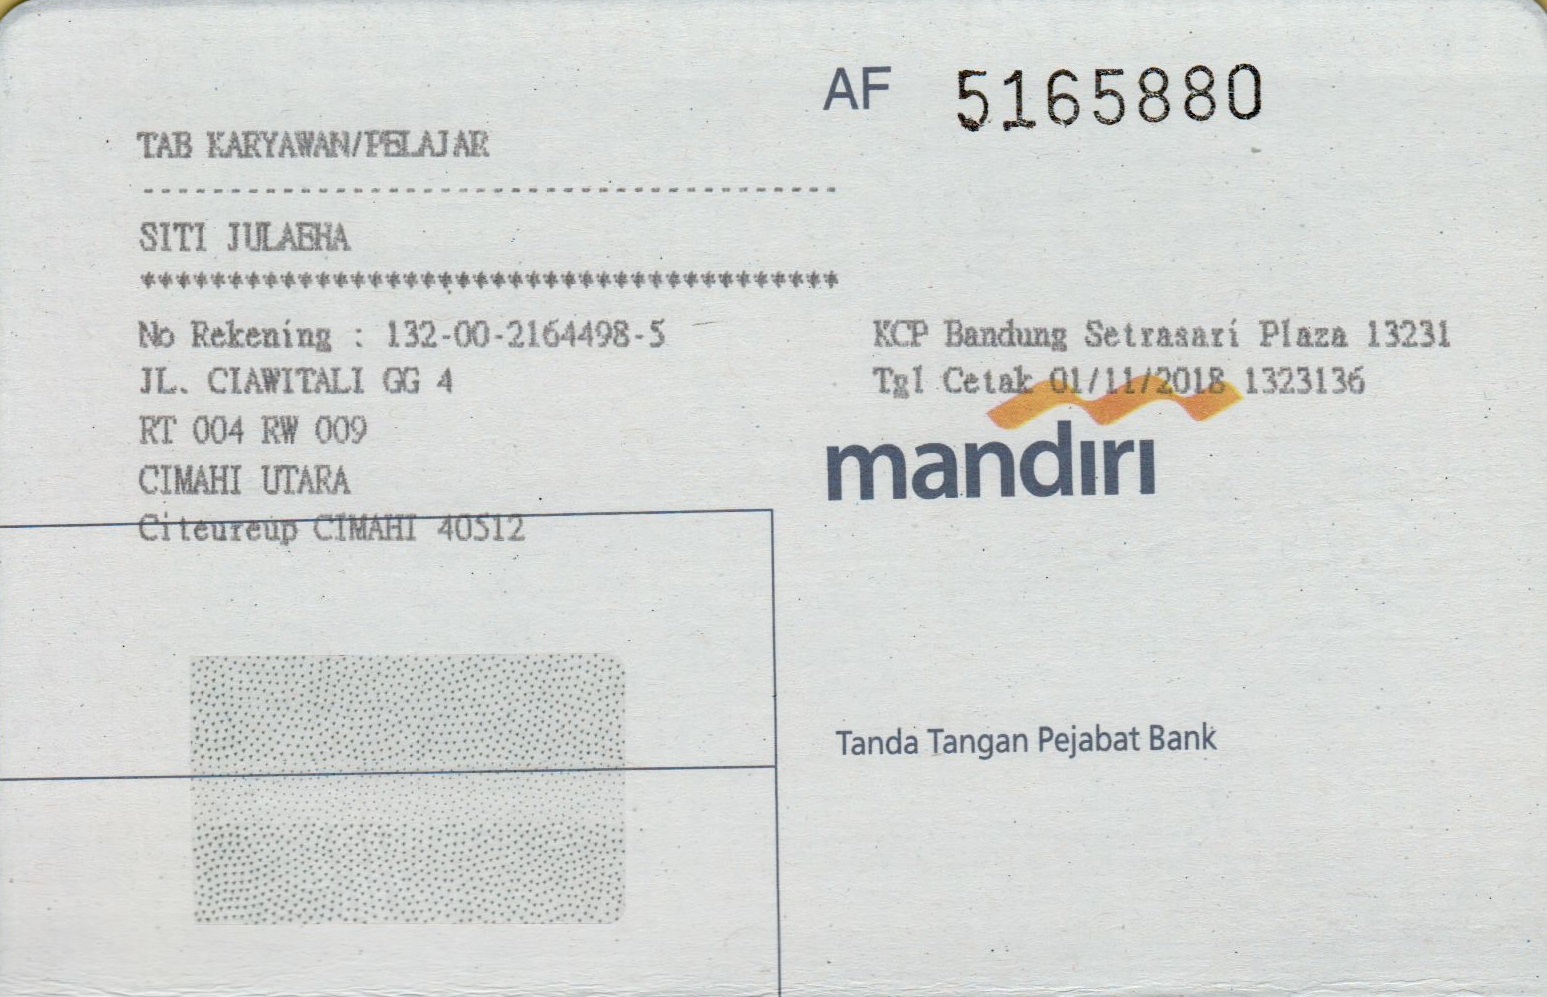 AF 5165880
TAB KARYAWAN/PELAJAR
----------------------------------------
SITI JULAEHA
****************************************
No Rekening : 132-00-2164498-5
JL. CIAWITALI GG 4
RT 004 RW 009
CIMAHI UTARA
Citeureup CIMAHI 40512
KCP Bandung Setrasari Plaza 13231
Tgl Cetak 01/11/2018 1323136
mandiri
Tanda Tangan Pejabat Bank